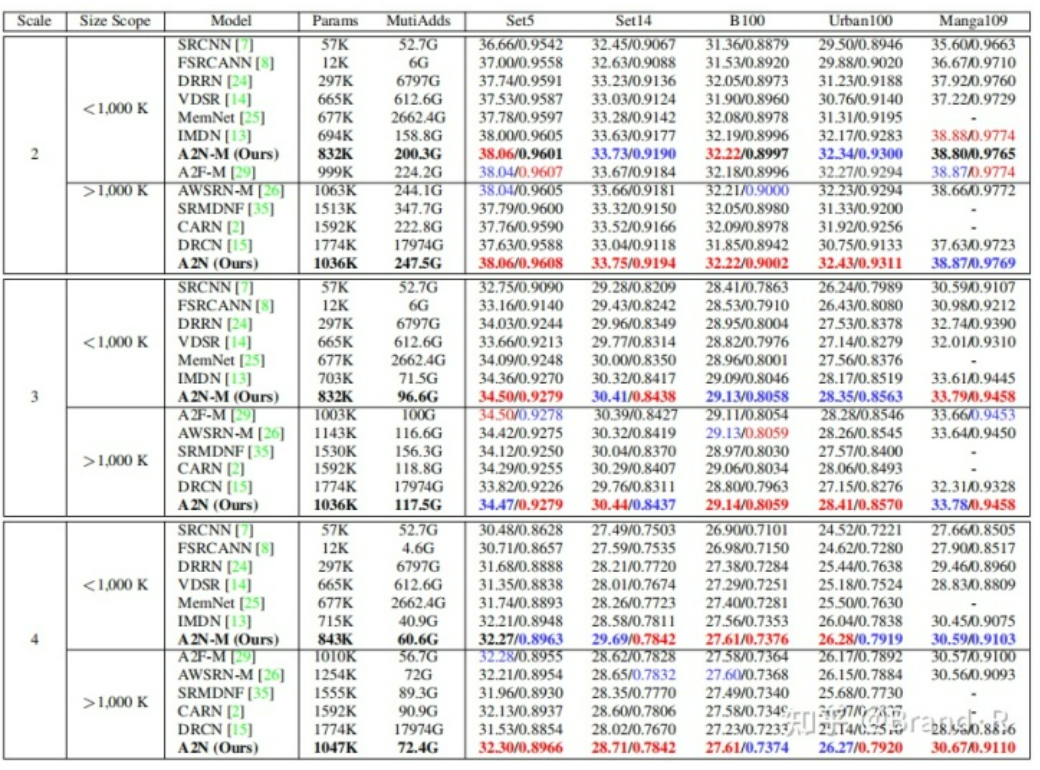 Scale Size Scope Model Params MutiAdds Set5 Set14 B100 Urban100 Manga109
SRCNN [7] 57K 52.7G 36.66/0.9542 32.45/0.9067 31.36/0.8879 29.50/0.8946 35.60/0.9663
FSRCANN [8] 12K 6G 37.00/0.9558 32.63/0.9088 31.53/0.8920 29.88/0.9020 36.67/0.9710
DRRN [24] 297K 6797G 37.74/0.9591 33.23/0.9136 32.05/0.8973 31.23/0.9188 37.92/0.9760
<1,000 K VDSR [14] 665K 612.6G 37.53/0.9587 33.03/0.9124 31.90/0.8960 30.76/0.9140 37.22/0.9729
MemNet [25] 677K 2662.4G 37.78/0.9597 33.28/0.9142 32.08/0.8978 31.31/0.9195 -
IMDN [13] 694K 158.8G 38.00/0.9605 33.63/0.9177 32.19/0.8996 32.17/0.9283 38.88/0.9774
2 A2N-M (Ours) 832K 200.3G 38.06/0.9601 33.73/0.9190 32.22/0.8997 32.34/0.9300 38.80/0.9765
A2F-M [29] 999K 224.2G 38.04/0.9607 33.67/0.9184 32.18/0.8996 32.27/0.9294 38.87/0.9774
>1,000 K AWSRN-M [26] 1063K 244.1G 38.04/0.9605 33.66/0.9181 32.21/0.9000 32.23/0.9294 38.66/0.9772
SRMDNF [35] 1513K 347.7G 37.79/0.9600 33.32/0.9150 32.05/0.8980 31.33/0.9200 -
CARN [2] 1592K 222.8G 37.76/0.9590 33.52/0.9166 32.09/0.8978 31.92/0.9256 -
DRCN [15] 1774K 17974G 37.63/0.9588 33.04/0.9118 31.85/0.8942 30.75/0.9133 37.63/0.9723
A2N (Ours) 1036K 247.5G 38.06/0.9608 33.75/0.9194 32.22/0.9002 32.43/0.9311 38.87/0.9769
SRCNN [7] 57K 52.7G 32.75/0.9090 29.28/0.8209 28.41/0.7863 26.24/0.7989 30.59/0.9107
FSRCANN [8] 12K 6G 33.16/0.9140 29.43/0.8242 28.53/0.7910 26.43/0.8080 30.98/0.9212
DRRN [24] 297K 6797G 34.03/0.9244 29.96/0.8349 28.95/0.8004 27.53/0.8378 32.74/0.9390
<1,000 K VDSR [14] 665K 612.6G 33.66/0.9213 29.77/0.8314 28.82/0.7976 27.14/0.8279 32.01/0.9310
MemNet [25] 677K 2662.4G 34.09/0.9248 30.00/0.8350 28.96/0.8001 27.56/0.8376 -
IMDN [13] 703K 71.5G 34.36/0.9270 30.32/0.8417 29.09/0.8046 28.17/0.8519 33.61/0.9445
3 A2N-M (Ours) 832K 96.6G 34.50/0.9279 30.41/0.8438 29.13/0.8058 28.35/0.8563 33.79/0.9458
A2F-M [29] 1003K 100G 34.50/0.9278 30.39/0.8427 29.11/0.8054 28.28/0.8546 33.66/0.9453
AWSRN-M [26] 1143K 116.6G 34.42/0.9275 30.32/0.8419 29.13/0.8059 28.26/0.8545 33.64/0.9450
>1,000 K SRMDNF [35] 1530K 156.3G 34.12/0.9250 30.04/0.8370 28.97/0.8030 27.57/0.8400 -
CARN [2] 1592K 118.8G 34.29/0.9255 30.29/0.8407 29.06/0.8034 28.06/0.8493 -
DRCN [15] 1774K 17974G 33.82/0.9226 29.76/0.8311 28.80/0.7963 27.15/0.8276 32.31/0.9328
A2N (Ours) 1036K 117.5G 34.47/0.9279 30.44/0.8437 29.14/0.8059 28.41/0.8570 33.78/0.9458
SRCNN [7] 57K 52.7G 30.48/0.8628 27.49/0.7503 26.90/0.7101 24.52/0.7221 27.66/0.8505
FSRCANN [8] 12K 4.6G 30.71/0.8657 27.59/0.7535 26.98/0.7150 24.62/0.7280 27.90/0.8517
DRRN [24] 297K 6797G 31.68/0.8888 28.21/0.7720 27.38/0.7284 25.44/0.7638 29.46/0.8960
<1,000 K VDSR [14] 665K 612.6G 31.35/0.8838 28.01/0.7674 27.29/0.7251 25.18/0.7524 28.83/0.8809
MemNet [25] 677K 2662.4G 31.74/0.8893 28.26/0.7723 27.40/0.7281 25.50/0.7630 -
IMDN [13] 715K 40.9G 32.21/0.8948 28.58/0.7811 27.56/0.7353 26.04/0.7838 30.45/0.9075
4 A2N-M (Ours) 843K 60.6G 32.27/0.8963 29.69/0.7842 27.61/0.7376 26.28/0.7919 30.59/0.9103
A2F-M [29] 1010K 56.7G 32.28/0.8955 28.62/0.7828 27.58/0.7364 26.17/0.7892 30.57/0.9100
AWSRN-M [26] 1254K 72G 32.21/0.8954 28.65/0.7832 27.60/0.7368 26.15/0.7884 30.56/0.9093
>1,000 K SRMDNF [35] 1555K 89.3G 31.96/0.8930 28.35/0.7770 27.49/0.7340 25.68/0.7730 -
CARN [2] 1592K 90.9G 32.13/0.8937 28.60/0.7806 27.58/0.7349
知乎 @Brand .R
DRCN [15] 1774K 17974G 31.53/0.8854 28.02/0.7670 27.23/0.7233
A2N (Ours) 1047K 72.4G 32.30/0.8966 28.71/0.7842 27.61/0.7374 26.27/0.7920 30.67/0.9110